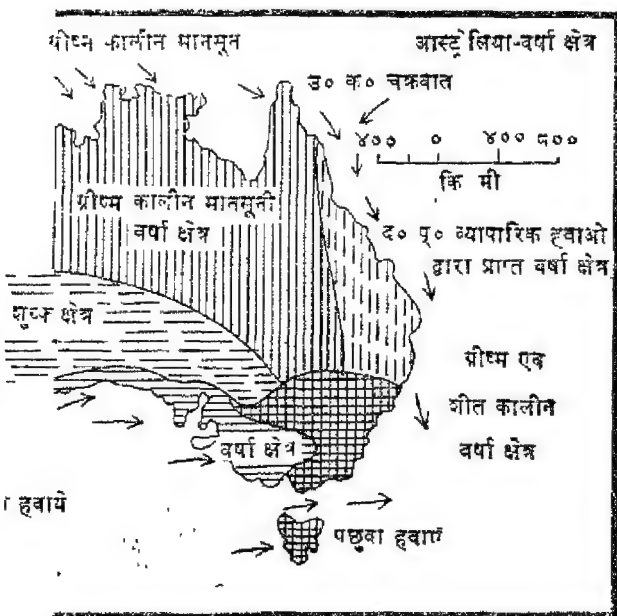 ग्रीष्म कालीन मानसून
आस्ट्रेलिया-वर्षा क्षेत्र
उ० क० चक्रवात
४०० ० ४०० ८००
कि मी
ग्रीष्म कालीन मानसूनी
वर्षा क्षेत्र
द० पू० व्यापारिक हवाओ
द्वारा प्राप्त वर्षा क्षेत्र
शुष्क क्षेत्र
ग्रीष्म एव
शीत कालीन
वर्षा क्षेत्र
वर्षा क्षेत्र
हवाये
पछुवा हवाएँ